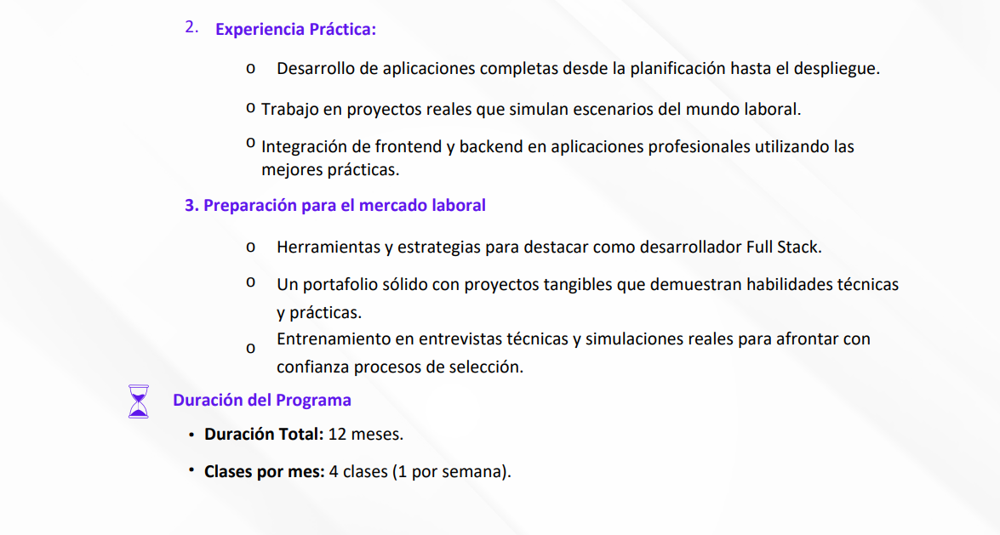 2. Experiencia Práctica:
o Desarrollo de aplicaciones completas desde la planificación hasta el despliegue.
o Trabajo en proyectos reales que simulan escenarios del mundo laboral.
o Integración de frontend y backend en aplicaciones profesionales utilizando las
mejores prácticas.
3. Preparación para el mercado laboral
o Herramientas y estrategias para destacar como desarrollador Full Stack.
o Un portafolio sólido con proyectos tangibles que demuestran habilidades técnicas
y prácticas.
o Entrenamiento en entrevistas técnicas y simulaciones reales para afrontar con
confianza procesos de selección.
Duración del Programa
• Duración Total: 12 meses.
• Clases por mes: 4 clases (1 por semana).